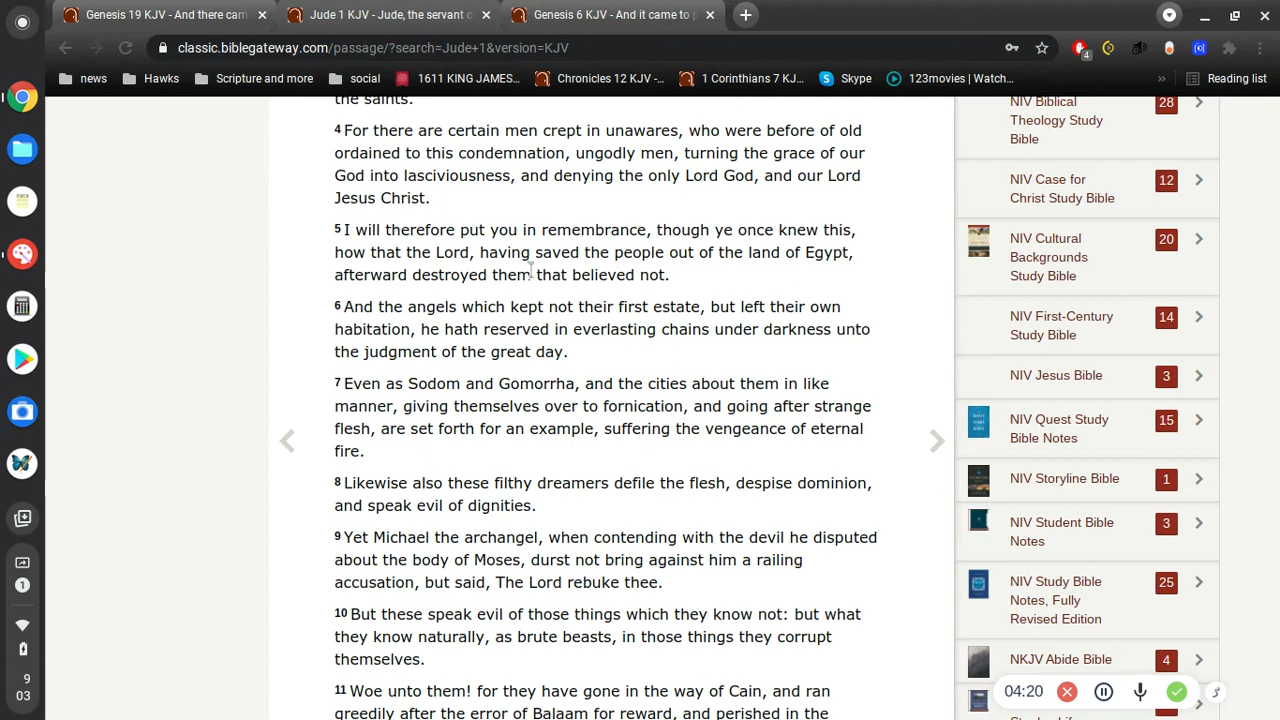 Genesis 19 KJV - And there cam
Jude 1 KJV - Jude, the servant o
Genesis 6 KJV - And it came to p
classic.biblegateway.com/passage/?search=Jude+1&version=KJV
4
news
Hawks
Scripture and more
social
1611 KING JAMES...
Chronicles 12 KJV -...
1 Corinthians 7 KJ...
Skype
123movies | Watch...
»
Reading list
the saints.
4 For there are certain men crept in unawares, who were before of old
ordained to this condemnation, ungodly men, turning the grace of our
God into lasciviousness, and denying the only Lord God, and our Lord
Jesus Christ.
5 I will therefore put you in remembrance, though ye once knew this,
how that the Lord, having saved the people out of the land of Egypt,
afterward destroyed them that believed not.
6 And the angels which kept not their first estate, but left their own
habitation, he hath reserved in everlasting chains under darkness unto
the judgment of the great day.
7 Even as Sodom and Gomorrha, and the cities about them in like
manner, giving themselves over to fornication, and going after strange
flesh, are set forth for an example, suffering the vengeance of eternal
fire.
8 Likewise also these filthy dreamers defile the flesh, despise dominion,
and speak evil of dignities.
9 Yet Michael the archangel, when contending with the devil he disputed
about the body of Moses, durst not bring against him a railing
accusation, but said, The Lord rebuke thee.
10 But these speak evil of those things which they know not: but what
they know naturally, as brute beasts, in those things they corrupt
themselves.
11 Woe unto them! for they have gone in the way of Cain, and ran
greedily after the error of Balaam for reward, and perished in the
NIV Biblical
Theology Study
Bible
28
NIV Case for
Christ Study Bible
12
NIV Cultural
Backgrounds
Study Bible
20
NIV First-Century
Study Bible
14
NIV Jesus Bible
3
NIV Quest Study
Bible Notes
15
NIV Storyline Bible
1
NIV Student Bible
Notes
3
NIV Study Bible
Notes, Fully
Revised Edition
25
NKJV Abide Bible
4
04:20
1
9
03